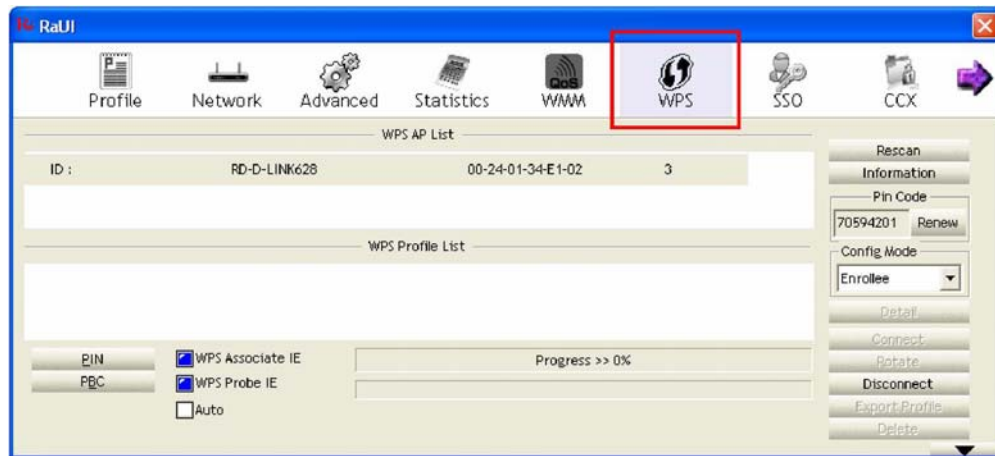 RaUI
Profile Network Advanced Statistics QoS WMM WPS SSO CCX
WPS AP List
ID : RD-D-LINK628 00-24-01-34-E1-02 3
WPS Profile List
Rescan
Information
Pin Code
70594201 Renew
Config Mode
Enrollee
Detail
Connect
Rotate
Disconnect
Export Profile
Delete
PIN
PBC
WPS Associate IE
WPS Probe IE
Auto
Progress >> 0%